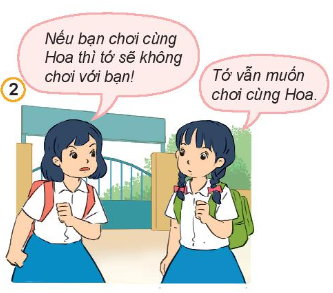 Nếu bạn chơi cùng
Hoa thì tớ sẽ không
chơi với bạn!
2
Tớ vẫn muốn
chơi cùng Hoa.